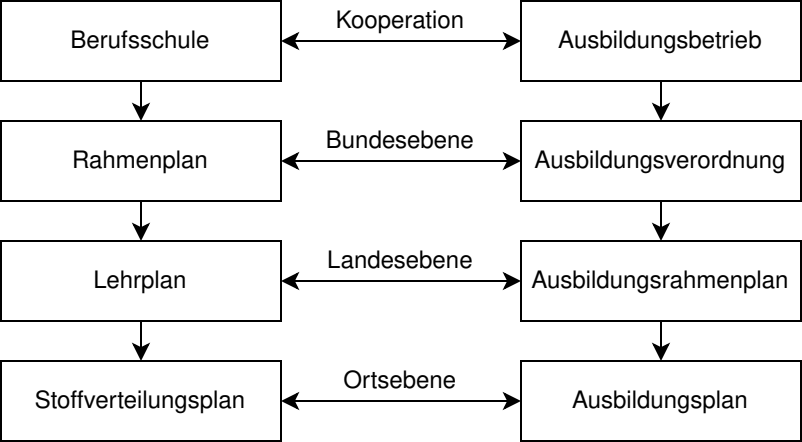 Berufsschule
Kooperation
Ausbildungsbetrieb
Rahmenplan
Bundesebene
Ausbildungsverordnung
Lehrplan
Landesebene
Ausbildungsrahmenplan
Stoffverteilungsplan
Ortsebene
Ausbildungsplan